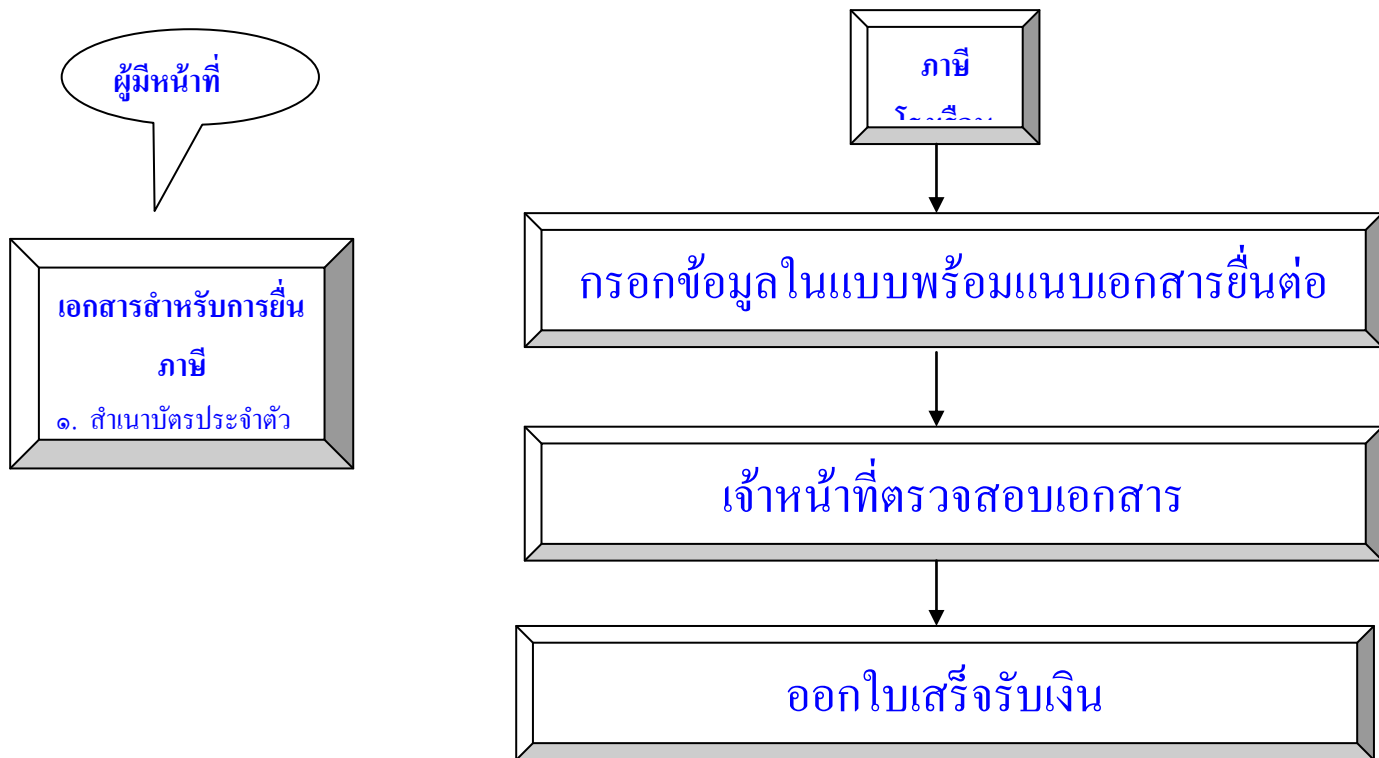 ผู้มีหน้าที่
เอกสารสำหรับการยื่น
ภาษี
๑. สำเนาบัตรประจำตัว
ภาษี
กรอกข้อมูลในแบบพร้อมแนบเอกสารยื่นต่อ
เจ้าหน้าที่ตรวจสอบเอกสาร
ออกใบเสร็จรับเงิน